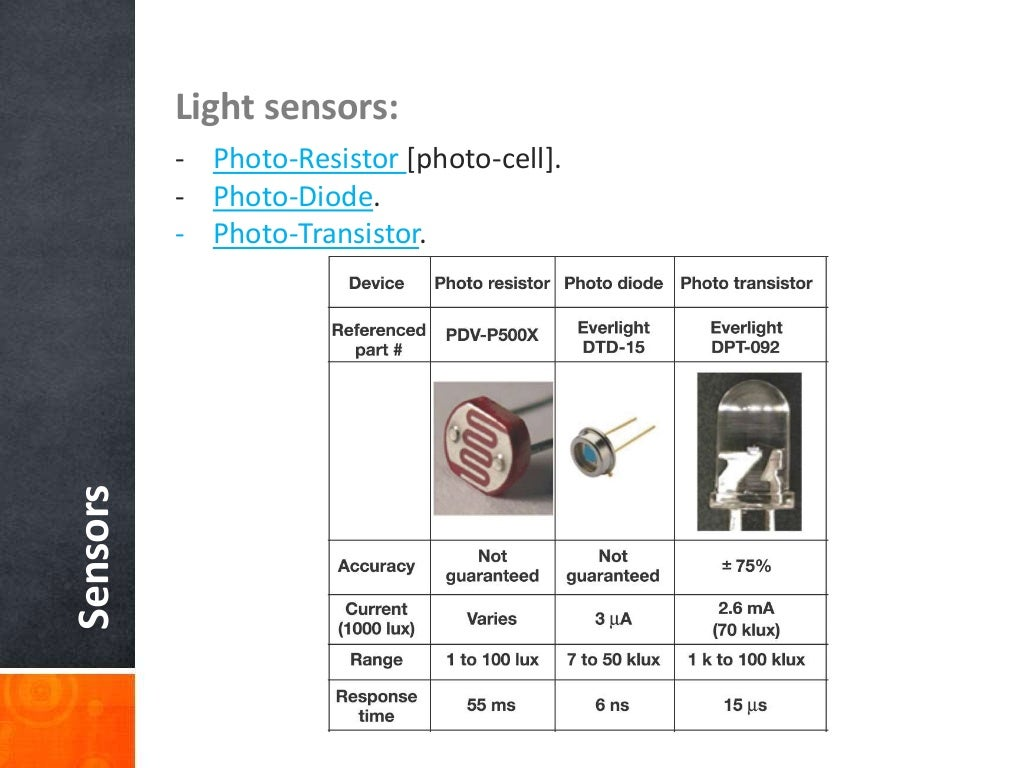 Light sensors:
- Photo-Resistor [photo-cell].
- Photo-Diode.
- Photo-Transistor.
Device Photo resistor Photo diode Photo transistor
Referenced part # PDV-P500X Everlight DTD-15 Everlight DPT-092
Accuracy Not guaranteed Not guaranteed ± 75%
Current (1000 lux) Varies 3 µA 2.6 mA (70 klux)
Range 1 to 100 lux 7 to 50 klux 1 k to 100 klux
Response time 55 ms 6 ns 15 µs
Sensors